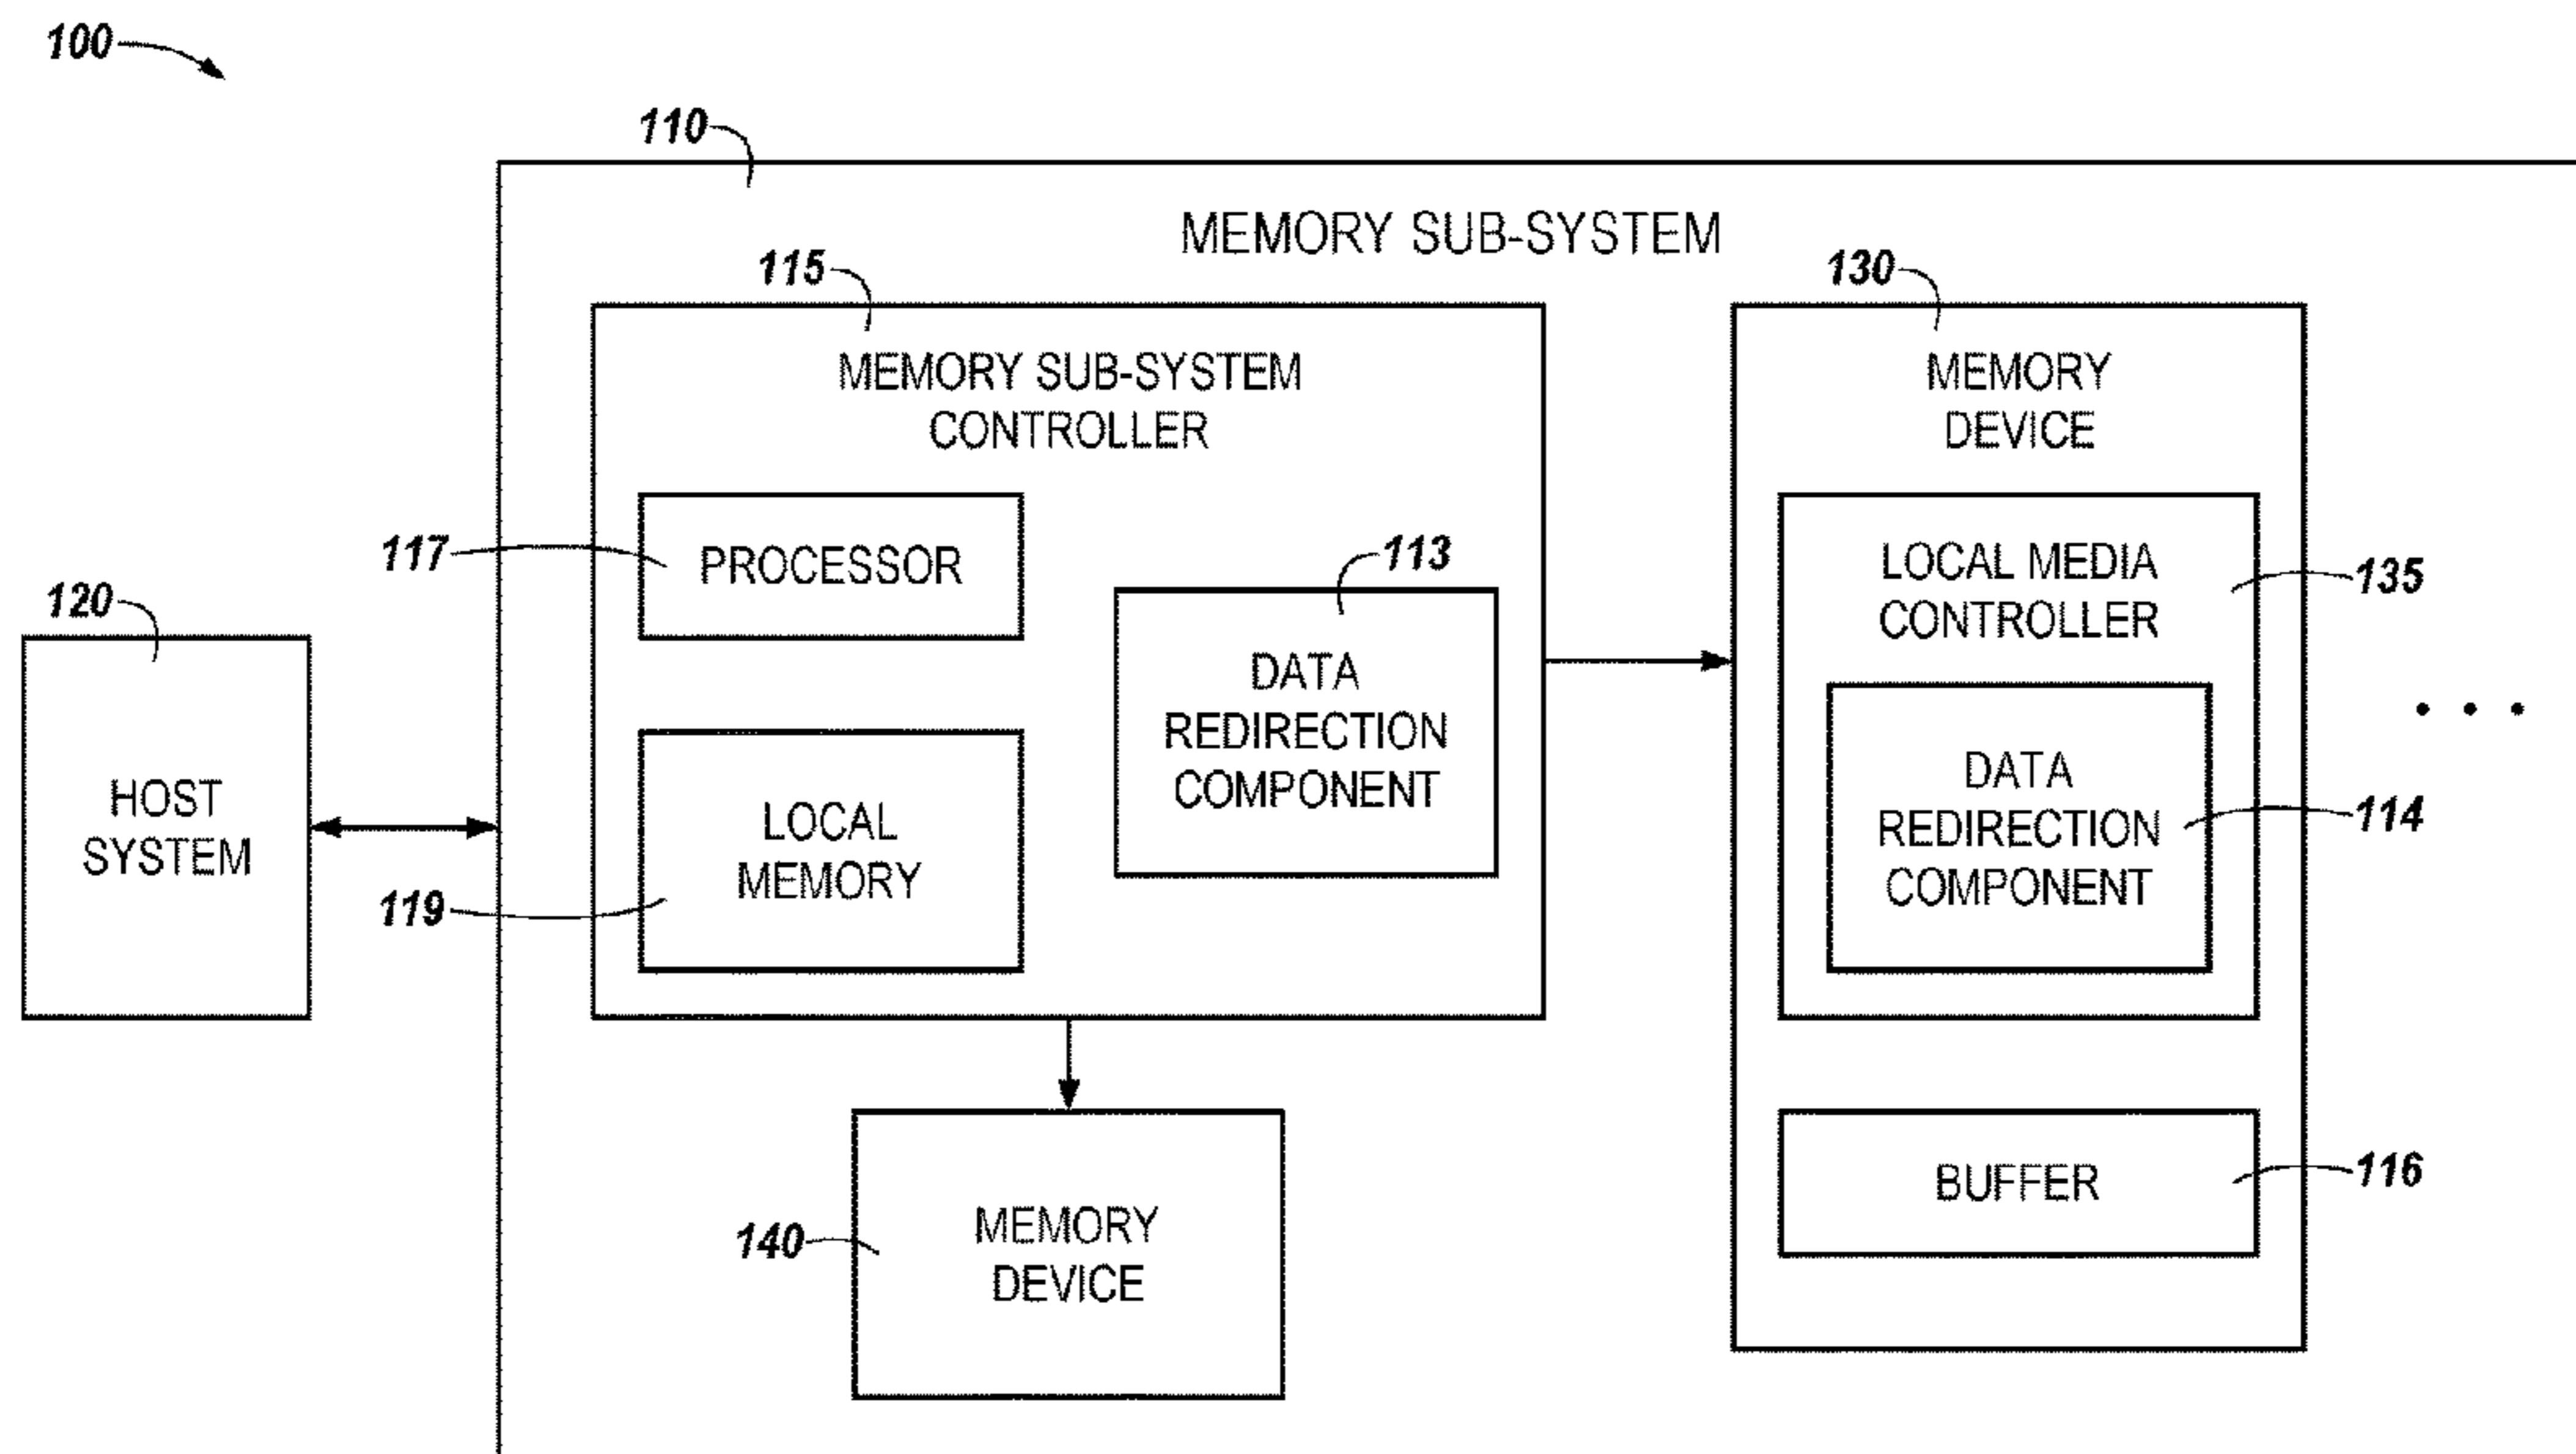 100
110
MEMORY SUB-SYSTEM
115
MEMORY SUB-SYSTEM
CONTROLLER
117
PROCESSOR
119
LOCAL
MEMORY
113
DATA
REDIRECTION
COMPONENT
120
HOST
SYSTEM
130
MEMORY
DEVICE
LOCAL MEDIA
CONTROLLER
135
DATA
REDIRECTION
COMPONENT
114
BUFFER
116
140
MEMORY
DEVICE